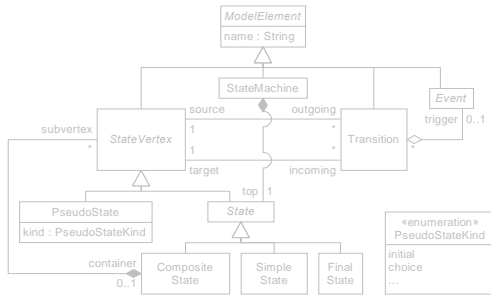 ModelElement
name : String
StateMachine
Event
source
outgoing
trigger
0..1
subvertex
*
StateVertex
1
*
Transition
*
1
*
target
incoming
top
1
PseudoState
kind : PseudoStateKind
State
«enumeration»
PseudoStateKind
initial
choice
...
container
0..1
Composite
State
Simple
State
Final
State